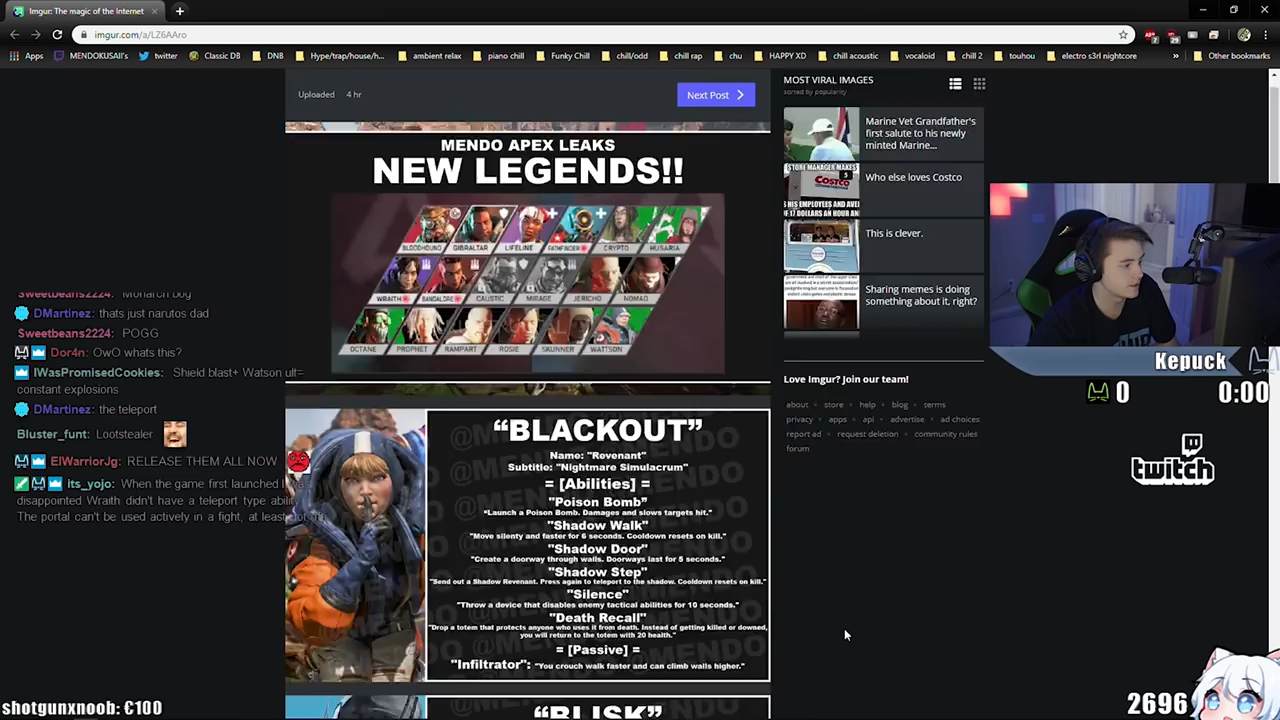 Imgur: The magic of the Internet
imgur.com/a/LZ6AAro
Apps
MENDOKUSAII's
twitter
Classic DB
DNB
Hype/trap/house/h...
ambient relax
piano chill
Funky Chill
chill/odd
chill rap
chu
HAPPY XD
chill acoustic
vocaloid
chill 2
touhou
electro s3rl nightcore
»
Other bookmarks
Uploaded 4 hr
Next Post
MENDO APEX LEAKS
NEW LEGENDS!!
BLOODHOUND GIBRALTAR LIFELINE PATHFINDER CRYPTO HUSARIA
WRAITH BANGALORE CAUSTIC MIRAGE JERICHO NOMAD
OCTANE PROPHET RAMPART ROSIE SKUNNER WATTSON
"BLACKOUT"
Name: "Revenant"
Subtitle: "Nightmare Simulacrum"
= [Abilities] =
"Poison Bomb"
"Launch a Poison Bomb. Damages and slows targets hit."
"Shadow Walk"
"Move silenty and faster for 6 seconds. Cooldown resets on kill."
"Shadow Door"
"Create a doorway through walls. Doorways last for 5 seconds."
"Shadow Step"
"Send out a Shadow Revenant. Press again to teleport to the shadow. Cooldown resets on kill."
"Silence"
"Throw a device that disables enemy tactical abilities for 10 seconds."
"Death Recall"
"Drop a totem that protects anyone who uses it from death. Instead of getting killed or downed,
you will return to the totem with 20 health."
= [Passive] =
"Infiltrator": "You crouch walk faster and can climb walls higher."
"BLISK"
Sweetbeans2224: Monarch bog
DMartinez: thats just narutos dad
Sweetbeans2224: POGG
Dor4n: OwO whats this?
IWasPromisedCookies: Shield blast+ Watson ult=
constant explosions
DMartinez: the teleport
Bluster_funt: Lootstealer
ElWarriorJg: RELEASE THEM ALL NOW
its_yojo: When the game first launched I was
disappointed Wraith didn't have a teleport type ability
The portal can't be used actively in a fight, at least
MOST VIRAL IMAGES
sorted by popularity
Marine Vet Grandfather's
first salute to his newly
minted Marine...
STORE MANAGER MAKES
COSTCO
Who else loves Costco
This is clever.
Sharing memes is doing
something about it, right?
Love Imgur? Join our team!
about store help blog terms
privacy apps api advertise ad choices
report ad request deletion community rules
forum
Kepuck
0 0:00
twitch
shotgunxnoob: €100
2696